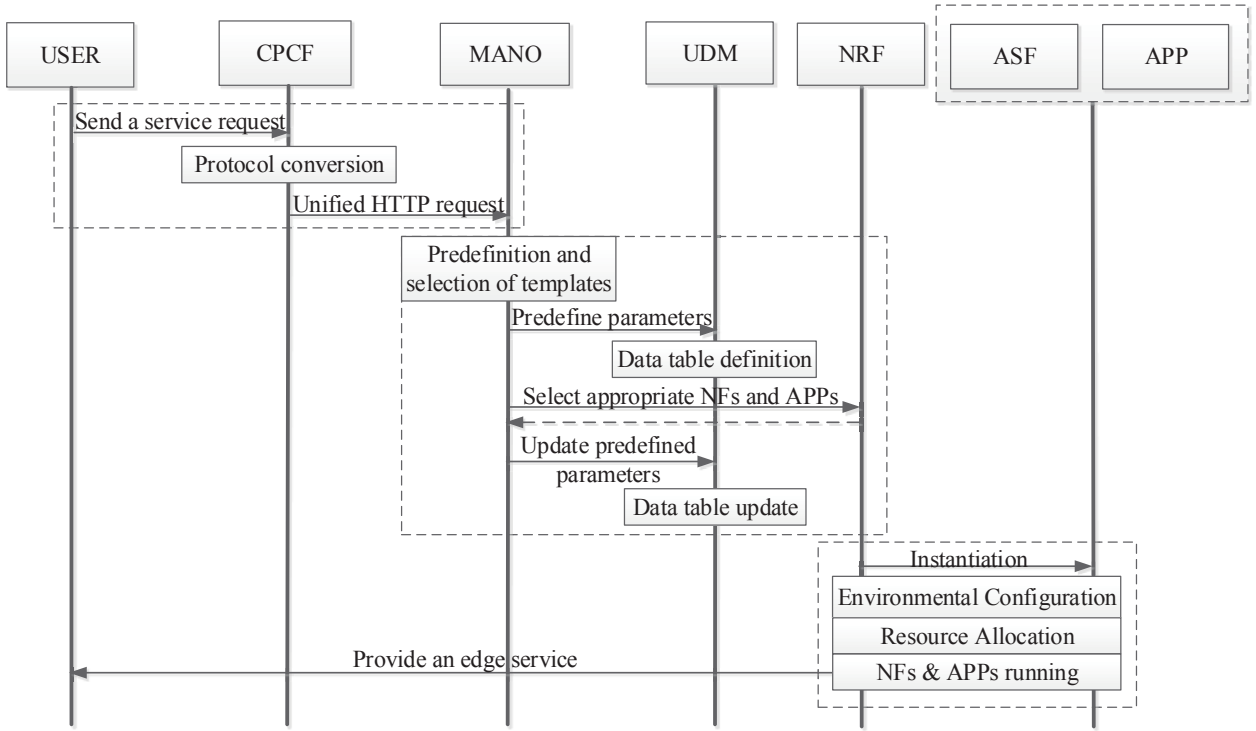 USER
CPCF
MANO
UDM
NRF
ASF
APP
Send a service request
Protocol conversion
Unified HTTP request
Predefinition and
selection of templates
Predefine parameters
Data table definition
Select appropriate NFs and APPs
Update predefined
parameters
Data table update
Instantiation
Environmental Configuration
Resource Allocation
Provide an edge service
NFs & APPs running